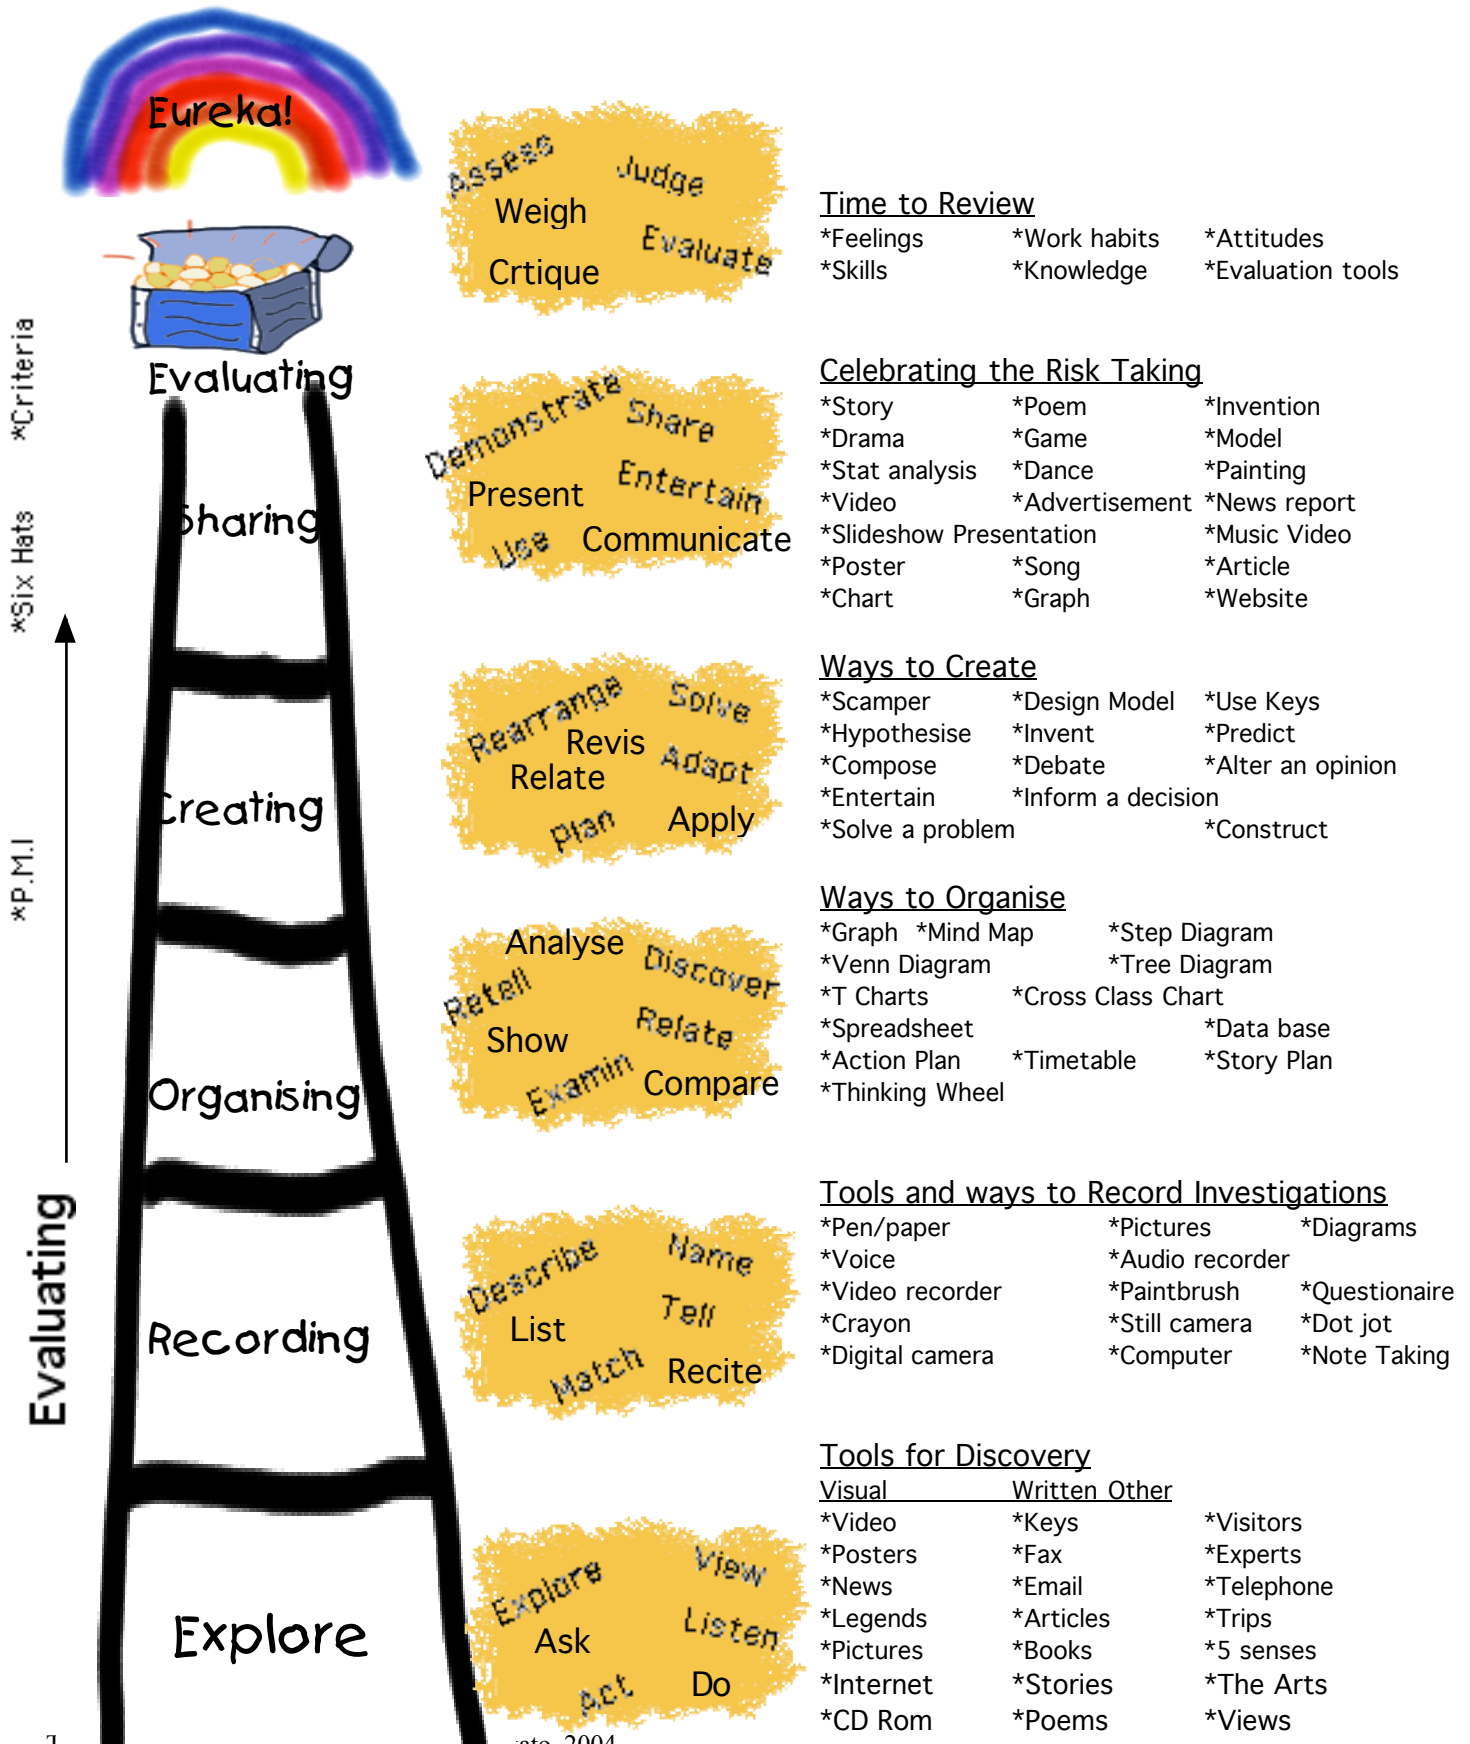 Eureka!
Assess
Judge
Weigh
Evaluate
Crtique
Time to Review
*Feelings *Work habits *Attitudes
*Skills *Knowledge *Evaluation tools
*Criteria
Evaluating
Demonstrate
Share
Entertain
Present
Use
Communicate
Celebrating the Risk Taking
*Story *Poem *Invention
*Drama *Game *Model
*Stat analysis *Dance *Painting
*Video *Advertisement *News report
*Slideshow Presentation *Music Video
*Poster *Song *Article
*Chart *Graph *Website
*Six Hats
Sharing
Rearrange
Solve
Revis
Adapt
Relate
Plan
Apply
Ways to Create
*Scamper *Design Model *Use Keys
*Hypothesise *Invent *Predict
*Compose *Debate *Alter an opinion
*Entertain *Inform a decision
*Solve a problem *Construct
*P.M.I
Creating
Analyse
Discover
Retell
Relate
Show
Examin
Compare
Ways to Organise
*Graph *Mind Map *Step Diagram
*Venn Diagram *Tree Diagram
*T Charts *Cross Class Chart
*Spreadsheet *Data base
*Action Plan *Timetable *Story Plan
*Thinking Wheel
Organising
Evaluating
Describe
Name
Tell
List
Match
Recite
Tools and ways to Record Investigations
*Pen/paper *Pictures *Diagrams
*Voice *Audio recorder
*Video recorder *Paintbrush *Questionaire
*Crayon *Still camera *Dot jot
*Digital camera *Computer *Note Taking
Recording
Explore
View
Listen
Ask
Act
Do
Tools for Discovery
Visual Written Other
*Video *Keys *Visitors
*Posters *Fax *Experts
*News *Email *Telephone
*Legends *Articles *Trips
*Pictures *Books *5 senses
*Internet *Stories *The Arts
*CD Rom *Poems *Views
Explore
2004